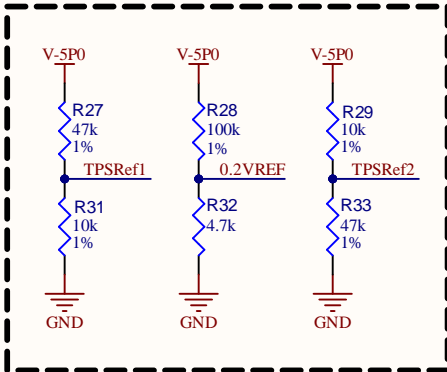 V-5P0
V-5P0
V-5P0
R27
47k
1%
R28
100k
1%
R29
10k
1%
TPSRef1
0.2VREF
TPSRef2
R31
10k
1%
R32
4.7k
R33
47k
1%
GND
GND
GND